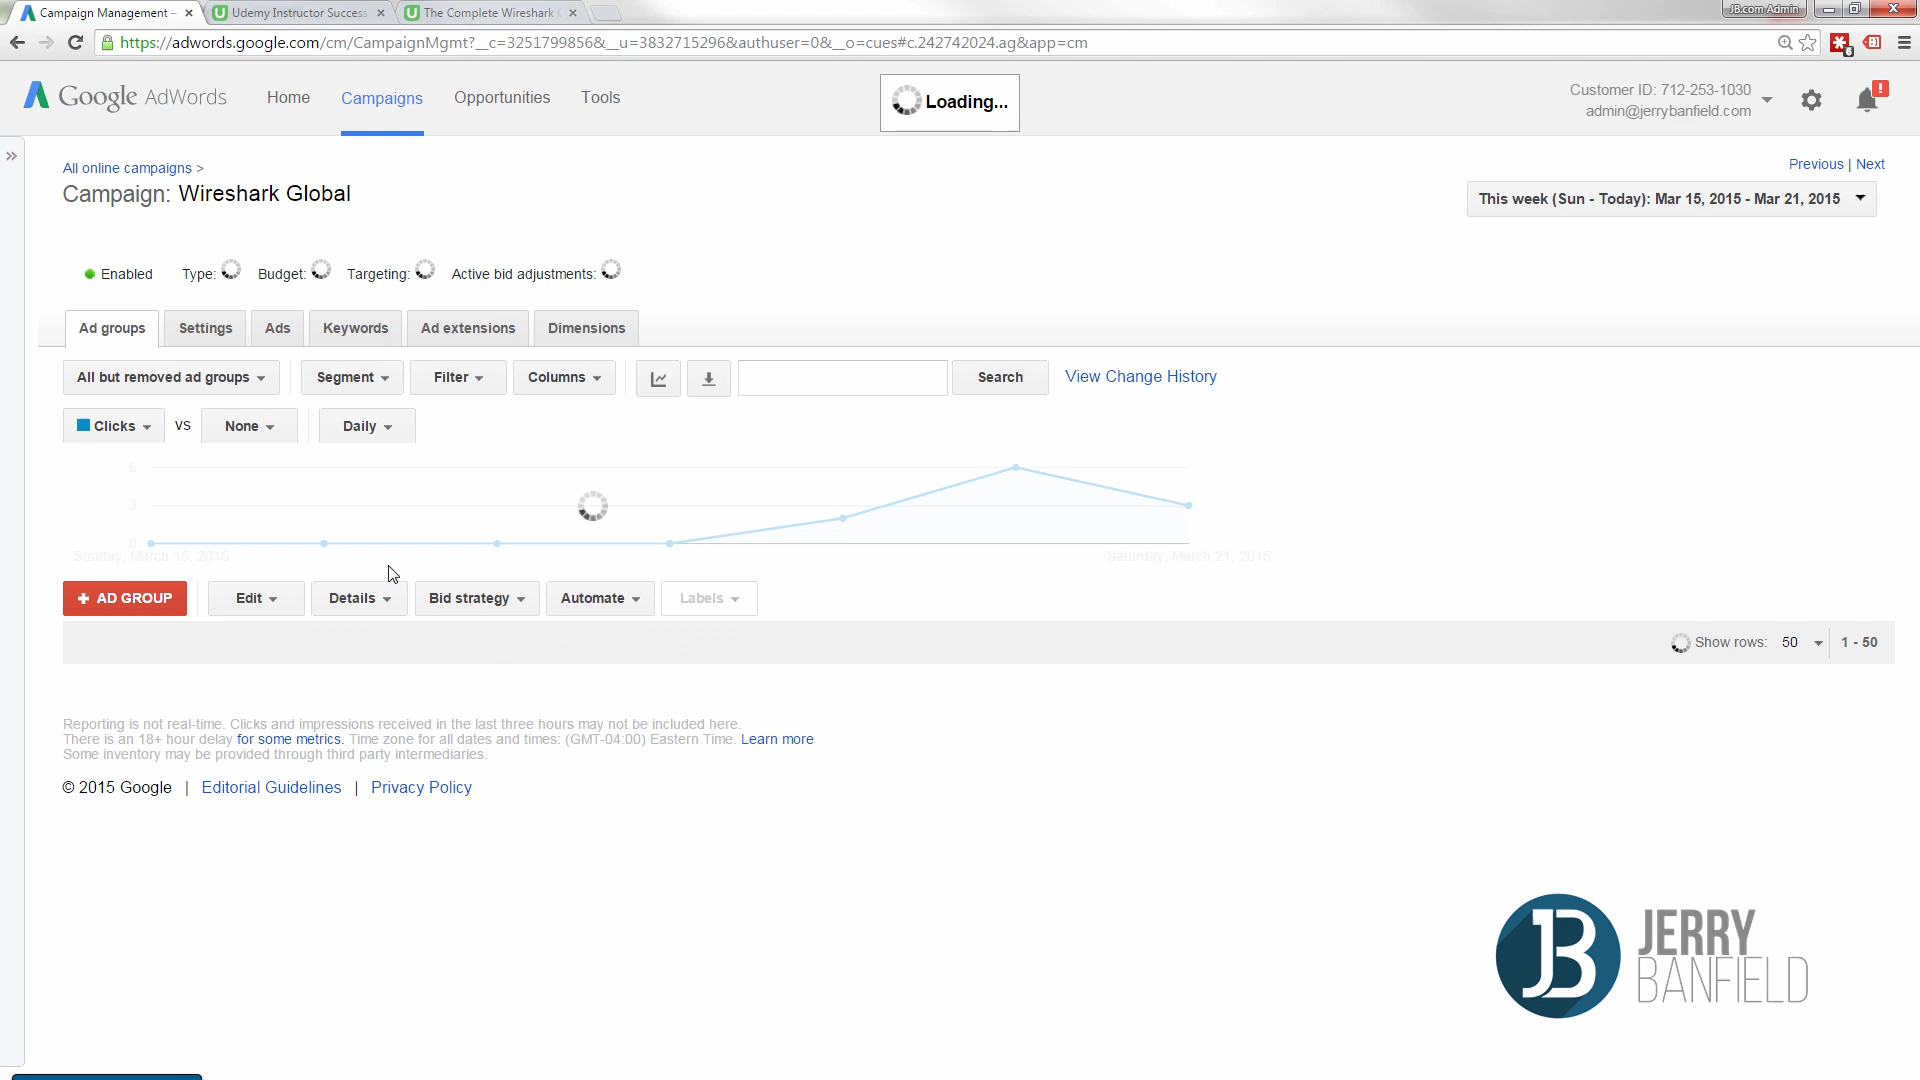 Campaign Management –
Udemy Instructor Success
The Complete Wireshark
JB.com Admin
https://adwords.google.com/cm/CampaignMgmt?__c=3251799856&__u=3832715296&authuser=0&__o=cues#c.242742024.ag&app=cm
6
Google AdWords
Home
Campaigns
Opportunities
Tools
Loading...
Customer ID: 712-253-1030
admin@jerrybanfield.com
!
All online campaigns >
Previous | Next
Campaign: Wireshark Global
This week (Sun - Today): Mar 15, 2015 - Mar 21, 2015
Enabled Type: Budget: Targeting: Active bid adjustments:
Ad groups
Settings
Ads
Keywords
Ad extensions
Dimensions
All but removed ad groups
Segment
Filter
Columns
Search
View Change History
Clicks
VS
None
Daily
6
3
0
Sunday, March 15, 2015
Saturday, March 21, 2015
+ AD GROUP
Edit
Details
Bid strategy
Automate
Labels
Show rows: 50
1 - 50
Reporting is not real-time. Clicks and impressions received in the last three hours may not be included here.
There is an 18+ hour delay for some metrics. Time zone for all dates and times: (GMT-04:00) Eastern Time. Learn more
Some inventory may be provided through third party intermediaries.
© 2015 Google | Editorial Guidelines | Privacy Policy
JB
JERRY
BANFIELD